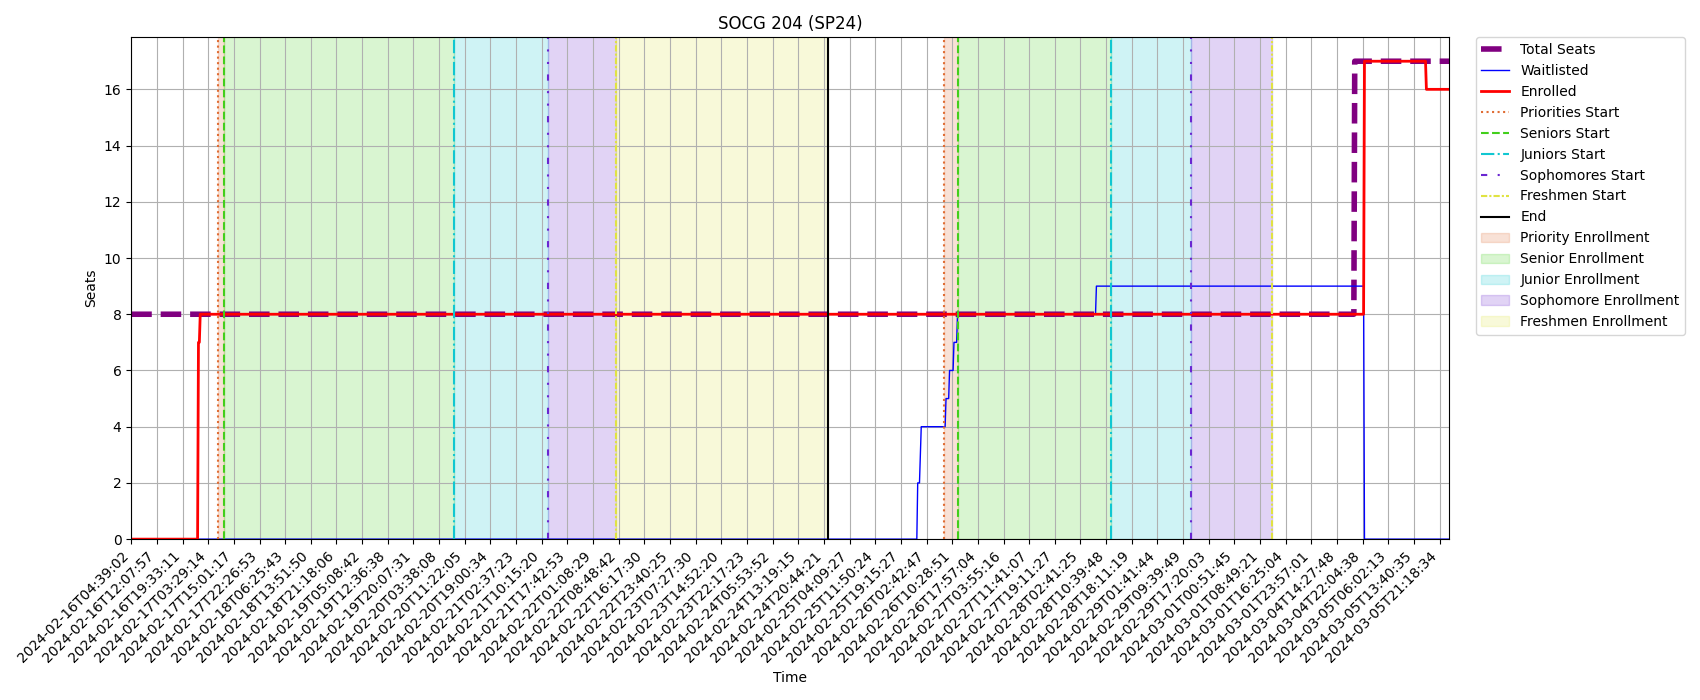 SOCG 204 (SP24)
Total Seats
Waitlisted
Enrolled
Priorities Start
Seniors Start
Juniors Start
Sophomores Start
Freshmen Start
End
Priority Enrollment
Senior Enrollment
Junior Enrollment
Sophomore Enrollment
Freshmen Enrollment
Seats
16
14
12
10
8
6
4
2
0
2024-02-16T04:39:02
2024-02-16T12:07:57
2024-02-16T19:33:11
2024-02-17T03:29:14
2024-02-17T15:01:17
2024-02-17T22:26:53
2024-02-18T06:25:43
2024-02-18T13:51:50
2024-02-18T21:18:06
2024-02-19T05:08:42
2024-02-19T12:36:38
2024-02-19T20:07:31
2024-02-20T03:38:08
2024-02-20T11:22:05
2024-02-20T19:00:34
2024-02-21T02:37:23
2024-02-21T10:15:20
2024-02-21T17:42:53
2024-02-22T01:08:29
2024-02-22T08:48:42
2024-02-22T16:17:30
2024-02-22T23:40:25
2024-02-23T07:27:30
2024-02-23T14:52:20
2024-02-23T22:17:23
2024-02-24T05:53:52
2024-02-24T13:19:15
2024-02-24T20:44:21
2024-02-25T04:09:27
2024-02-25T11:50:24
2024-02-25T19:15:27
2024-02-26T02:42:47
2024-02-26T10:28:51
2024-02-26T17:57:04
2024-02-27T03:55:16
2024-02-27T11:41:07
2024-02-27T19:11:27
2024-02-28T02:41:25
2024-02-28T10:39:48
2024-02-28T18:11:19
2024-02-29T01:41:44
2024-02-29T09:39:49
2024-02-29T17:20:03
2024-03-01T00:51:45
2024-03-01T08:49:21
2024-03-01T16:25:04
2024-03-01T23:57:01
2024-03-04T14:27:48
2024-03-04T22:04:38
2024-03-05T06:02:13
2024-03-05T13:40:35
2024-03-05T21:18:34
Time